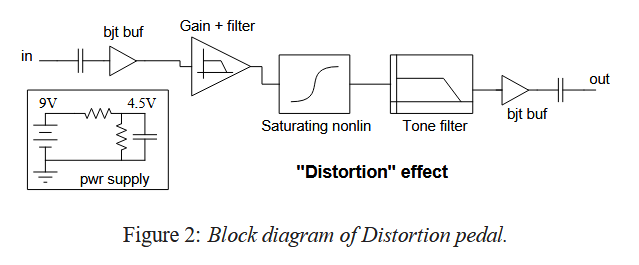 bjt buf
Gain + filter
in
out
9V
4.5V
Saturating nonlin
Tone filter
bjt buf
pwr supply
"Distortion" effect
Figure 2: Block diagram of Distortion pedal.